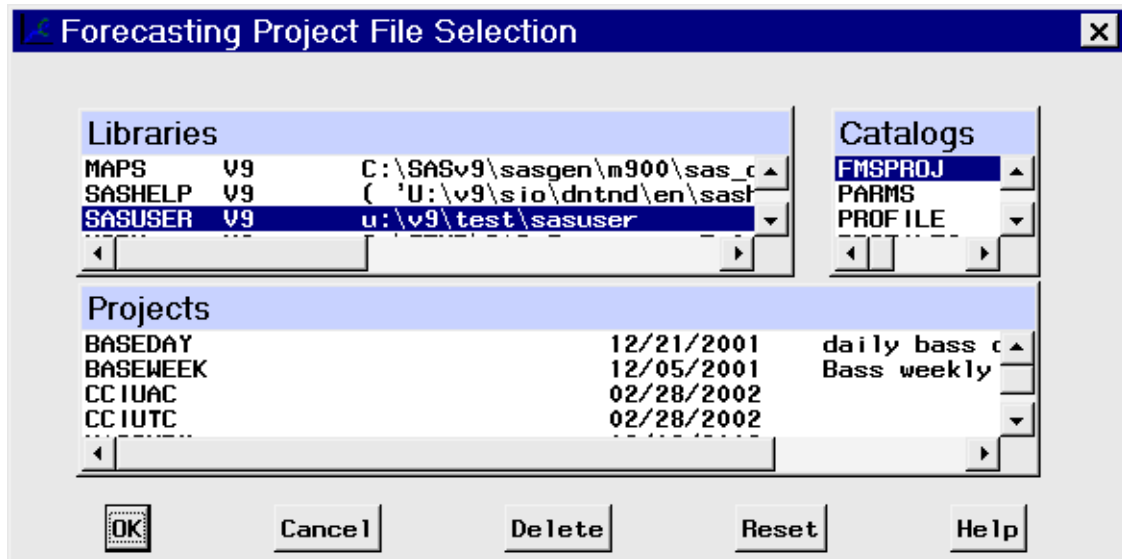 Forecasting Project File Selection
Libraries
MAPS V9 C:\SASv9\sasgen\m900\sas_
SASHELP V9 ( 'U:\v9\sio\dntnd\en\sas
SASUSER V9 u:\v9\test\sasuser
Catalogs
FMSPROJ
PARMS
PROFILE
Projects
BASEDAY 12/21/2001 daily bass
BASEWEEK 12/05/2001 Bass weekly
CCIUAC 02/28/2002
CCIUTC 02/28/2002
OK Cancel Delete Reset Help